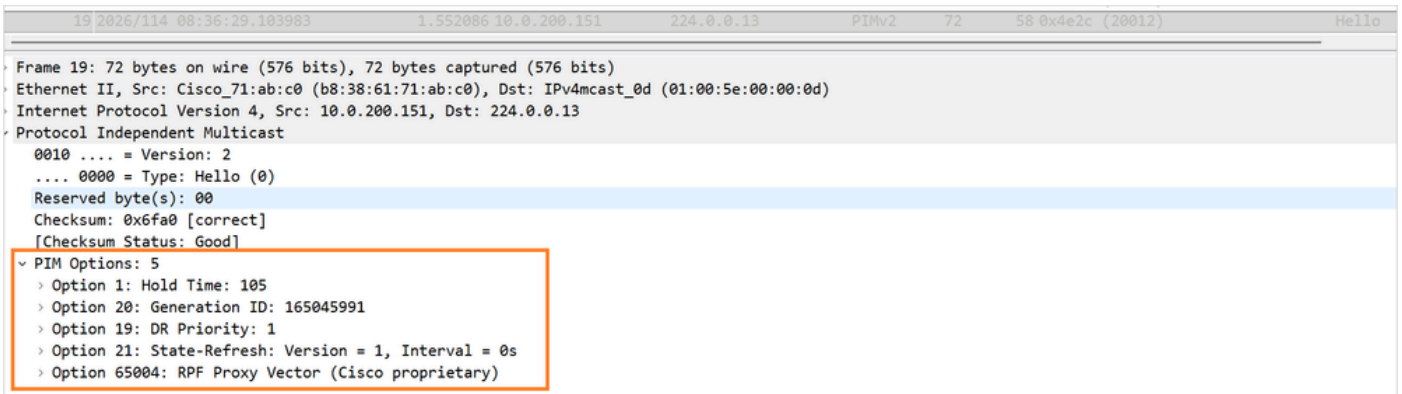 19 2026/114 08:36:29.103983 1.552086 10.0.200.151 224.0.0.13 PIMv2 72 58 0x4e2c (20012) Hello
Frame 19: 72 bytes on wire (576 bits), 72 bytes captured (576 bits)
Ethernet II, Src: Cisco_71:ab:c0 (b8:38:61:71:ab:c0), Dst: IPv4mcast_0d (01:00:5e:00:00:0d)
Internet Protocol Version 4, Src: 10.0.200.151, Dst: 224.0.0.13
Protocol Independent Multicast
0010 .... = Version: 2
.... 0000 = Type: Hello (0)
Reserved byte(s): 00
Checksum: 0x6fa0 [correct]
[Checksum Status: Good]
PIM Options: 5
Option 1: Hold Time: 105
Option 20: Generation ID: 165045991
Option 19: DR Priority: 1
Option 21: State-Refresh: Version = 1, Interval = 0s
Option 65004: RPF Proxy Vector (Cisco proprietary)